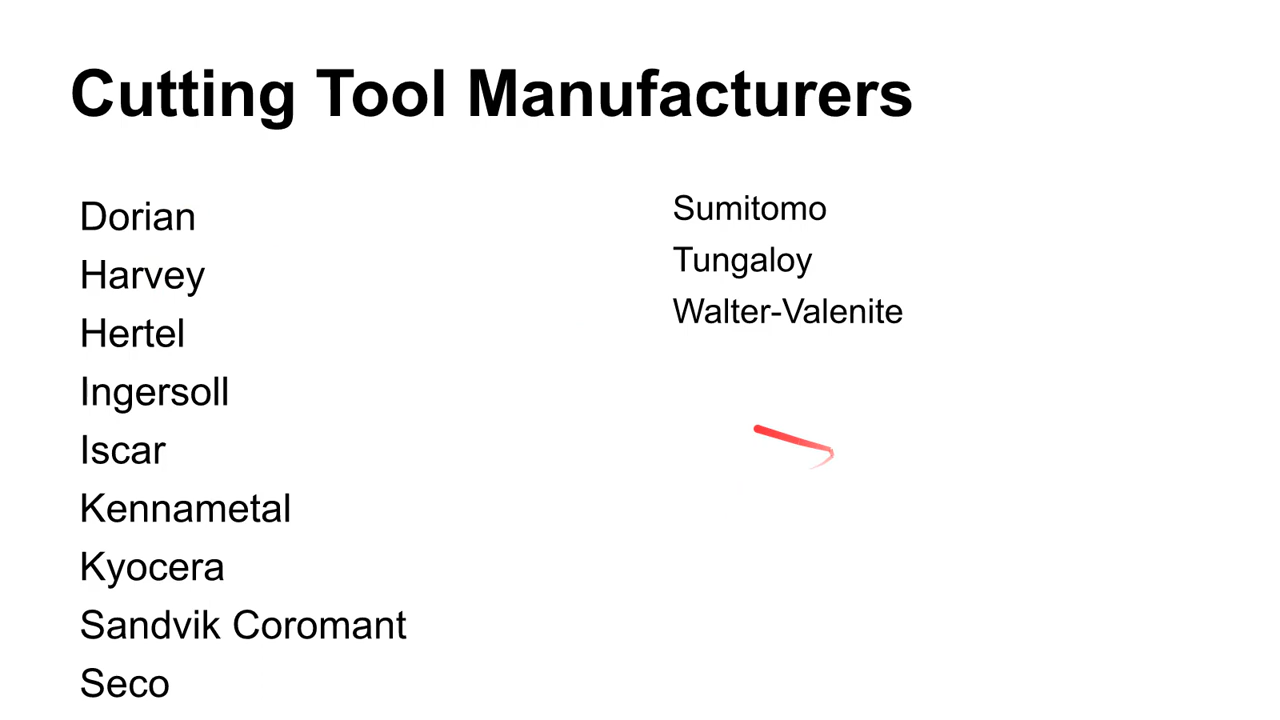 Cutting Tool Manufacturers
Dorian
Harvey
Hertel
Ingersoll
Iscar
Kennametal
Kyocera
Sandvik Coromant
Seco
Sumitomo
Tungaloy
Walter-Valenite